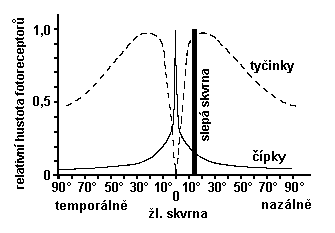 relativní hustota fotoreceptorů
1,0
0,5
0,0
tyčinky
slepá skvrna
čípky
90° 70° 50° 30° 10° 10° 30° 50° 70° 90°
0
temporálně
nazálně
žl. skvrna